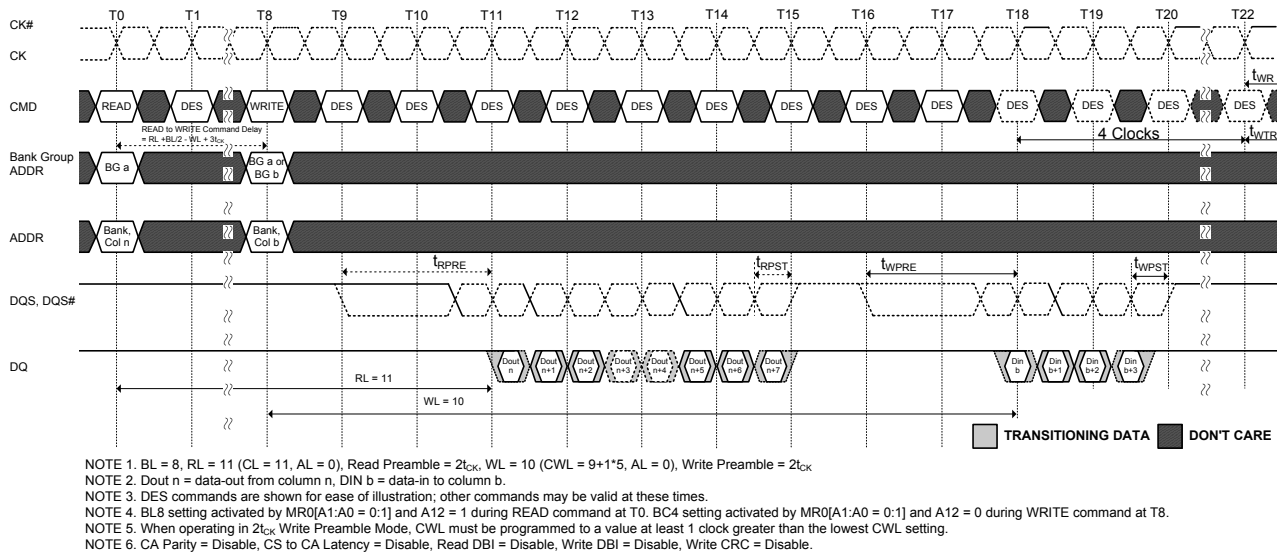 T0 T1 T8 T9 T10 T11 T12 T13 T14 T15 T16 T17 T18 T19 T20 T22
CK#
CK
tWR
CMD READ DES WRITE DES DES DES DES DES DES DES DES DES DES DES DES DES
READ to WRITE Command Delay
= RL +BL/2 - WL + 3tCK
4 Clocks tWTR
Bank Group
ADDR
BG a
BG a or
BG b
ADDR
Bank,
Col n
Bank,
Col b
tRPRE tRPST tWPRE tWPST
DQS, DQS#
DQ
Dout
n
Dout
n+1
Dout
n+2
Dout
n+3
Dout
n+4
Dout
n+5
Dout
n+6
Dout
n+7
Din
b
Din
b+1
Din
b+2
Din
b+3
RL = 11
WL = 10
TRANSITIONING DATA DON'T CARE
NOTE 1. BL = 8, RL = 11 (CL = 11, AL = 0), Read Preamble = 2tCK, WL = 10 (CWL = 9+1*5, AL = 0), Write Preamble = 2tCK
NOTE 2. Dout n = data-out from column n, DIN b = data-in to column b.
NOTE 3. DES commands are shown for ease of illustration; other commands may be valid at these times.
NOTE 4. BL8 setting activated by MR0[A1:A0 = 0:1] and A12 = 1 during READ command at T0. BC4 setting activated by MR0[A1:A0 = 0:1] and A12 = 0 during WRITE command at T8.
NOTE 5. When operating in 2tCK Write Preamble Mode, CWL must be programmed to a value at least 1 clock greater than the lowest CWL setting.
NOTE 6. CA Parity = Disable, CS to CA Latency = Disable, Read DBI = Disable, Write DBI = Disable, Write CRC = Disable.